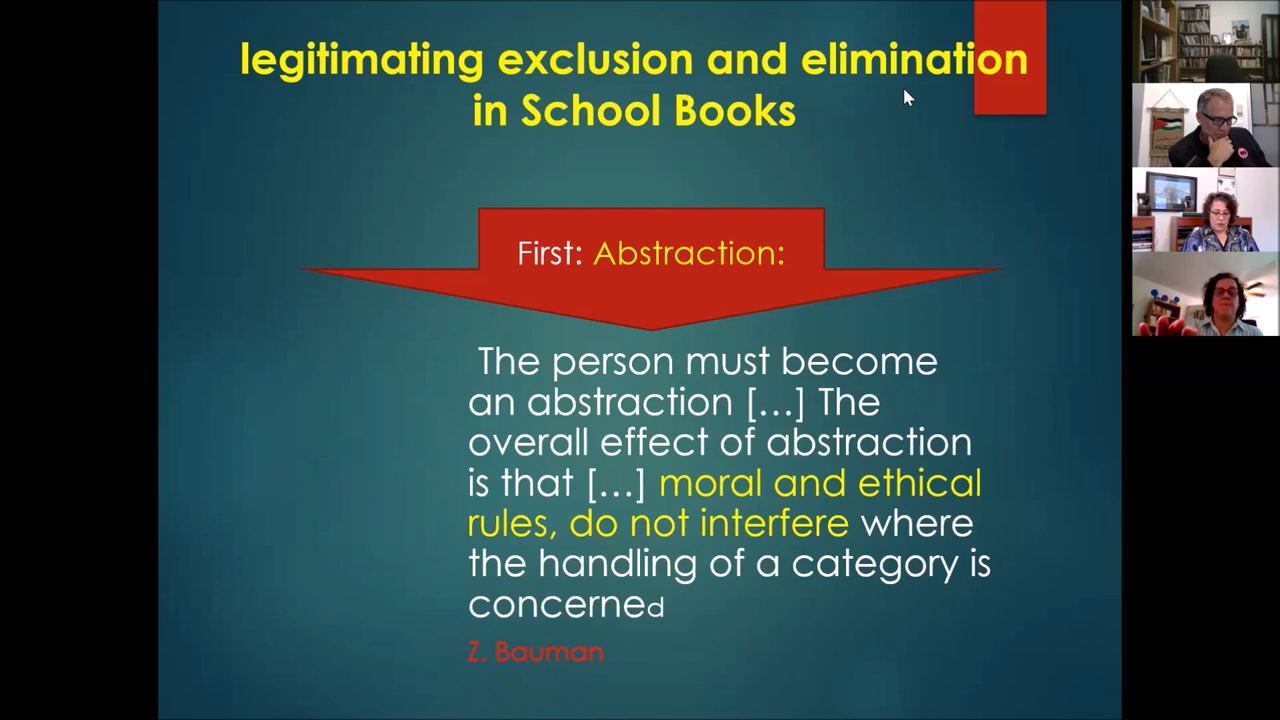 legitimating exclusion and elimination
in School Books
First: Abstraction:
The person must become
an abstraction […] The
overall effect of abstraction
is that […] moral and ethical
rules, do not interfere where
the handling of a category is
concerned
Z. Bauman